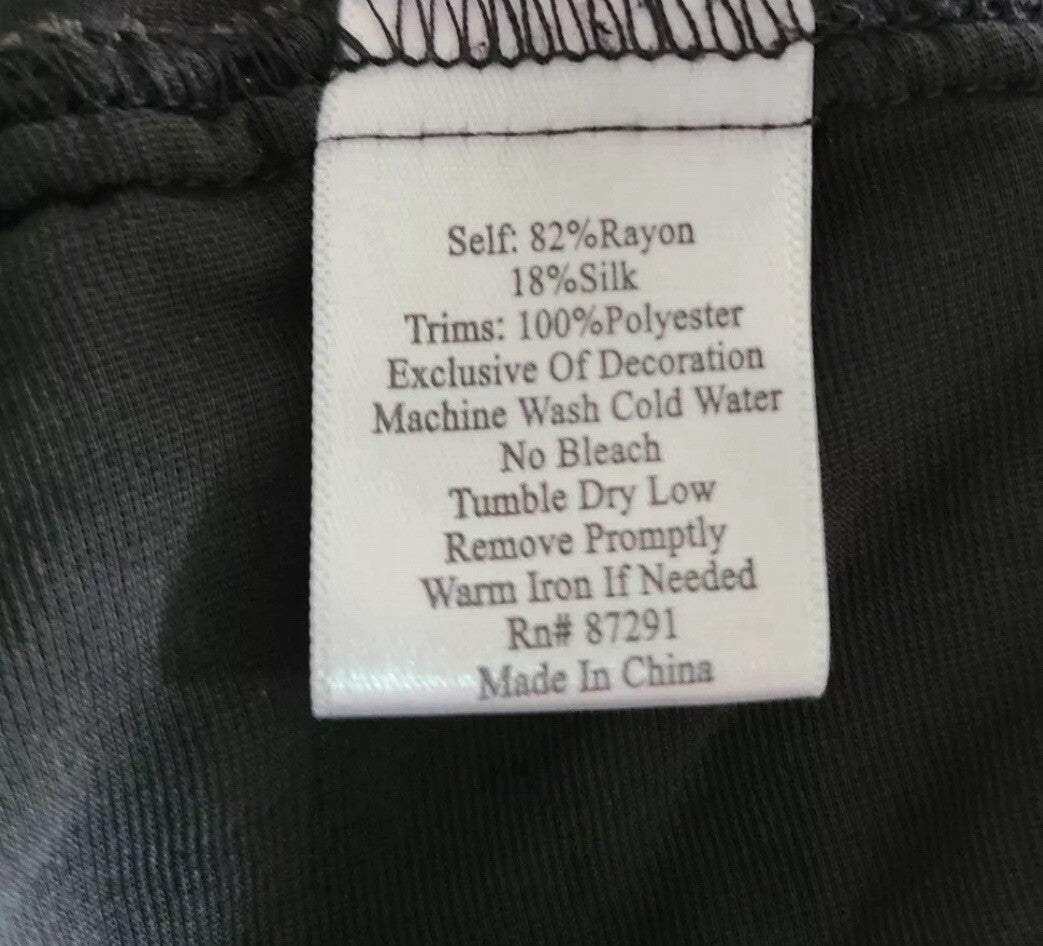 Self: 82%Rayon
18%Silk
Trims: 100%Polyester
Exclusive Of Decoration
Machine Wash Cold Water
No Bleach
Tumble Dry Low
Remove Promptly
Warm Iron If Needed
Rn# 87291
Made In China